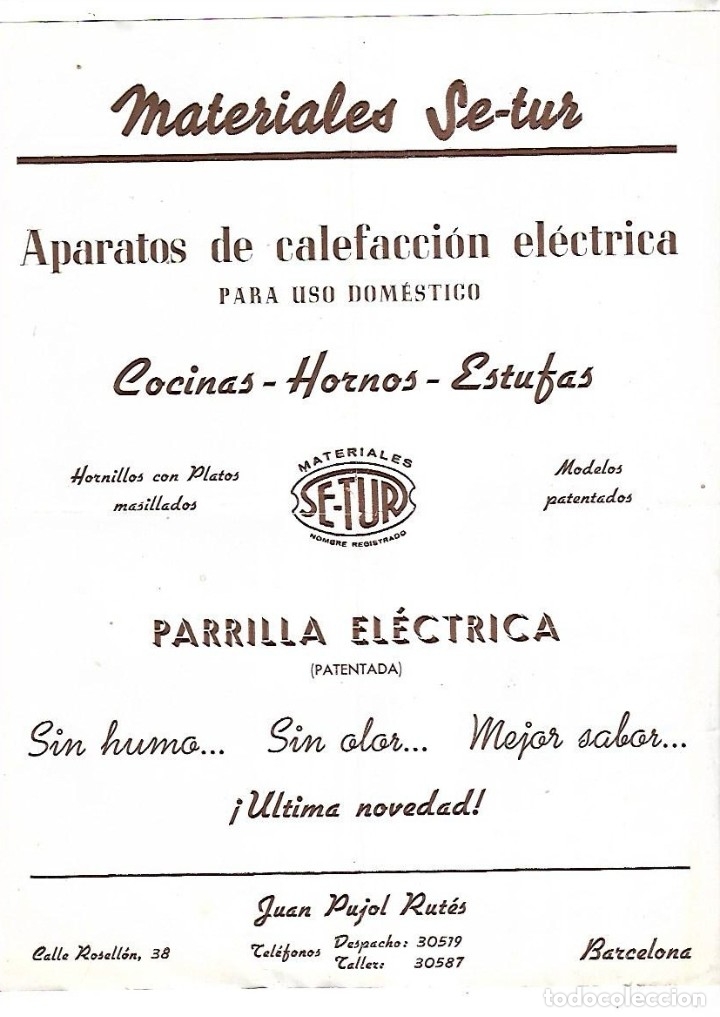 Materiales Se-tur
Aparatos de calefacción eléctrica
PARA USO DOMÉSTICO
Cocinas - Hornos - Estufas
Hornillos con Platos
masillados
MATERIALES
SE-TUR
NOMBRE REGISTRADO
Modelos
patentados
PARRILLA ELÉCTRICA
(PATENTADA)
Sin humo... Sin olor... Mejor sabor...
¡Ultima novedad!
Juan Pujol Rutés
Calle Rosellón, 38
Teléfonos Despacho: 30519
Taller: 30587
Barcelona
todocoleccion